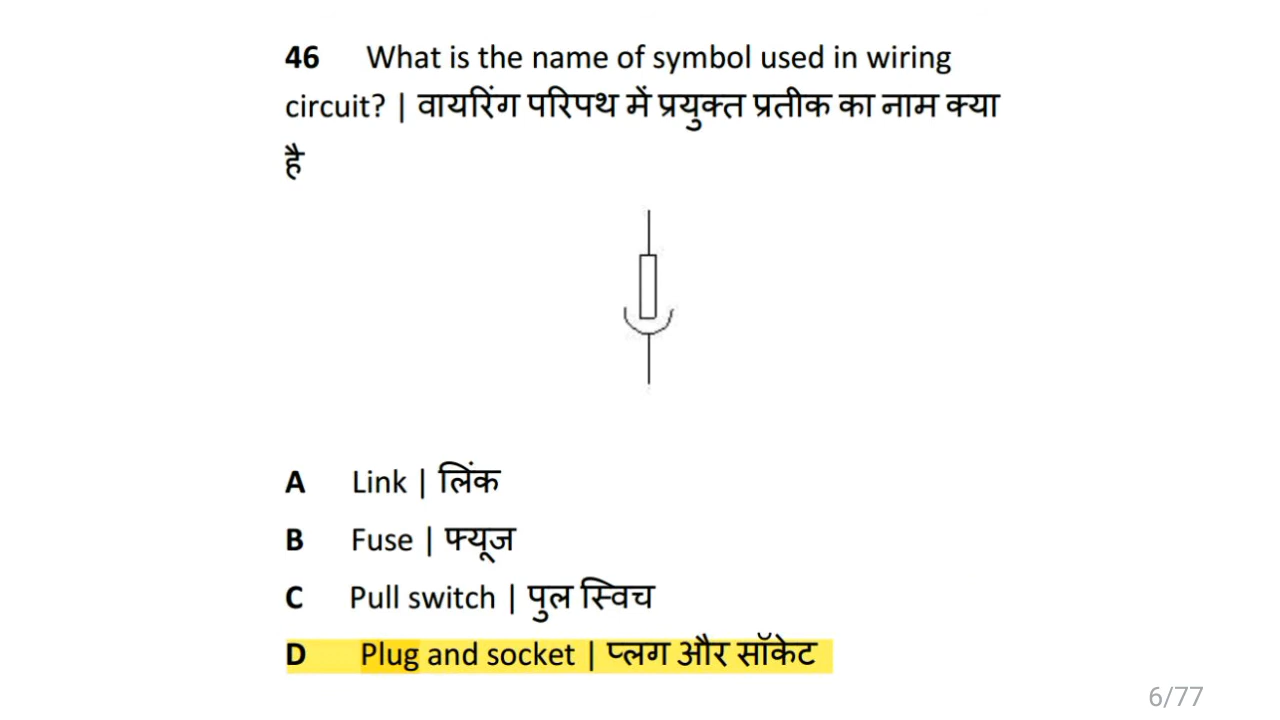 46 What is the name of symbol used in wiring
circuit? | वायरिंग परिपथ में प्रयुक्त प्रतीक का नाम क्या
है
A Link | लिंक
B Fuse | फ्यूज
C Pull switch | पुल स्विच
D Plug and socket | प्लग और सॉकेट
6/77